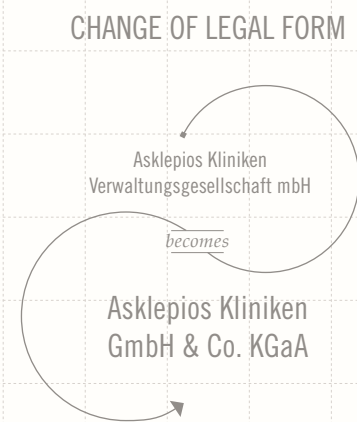 CHANGE OF LEGAL FORM
Asklepios Kliniken
Verwaltungsgesellschaft mbH
becomes
Asklepios Kliniken
GmbH & Co. KGaA